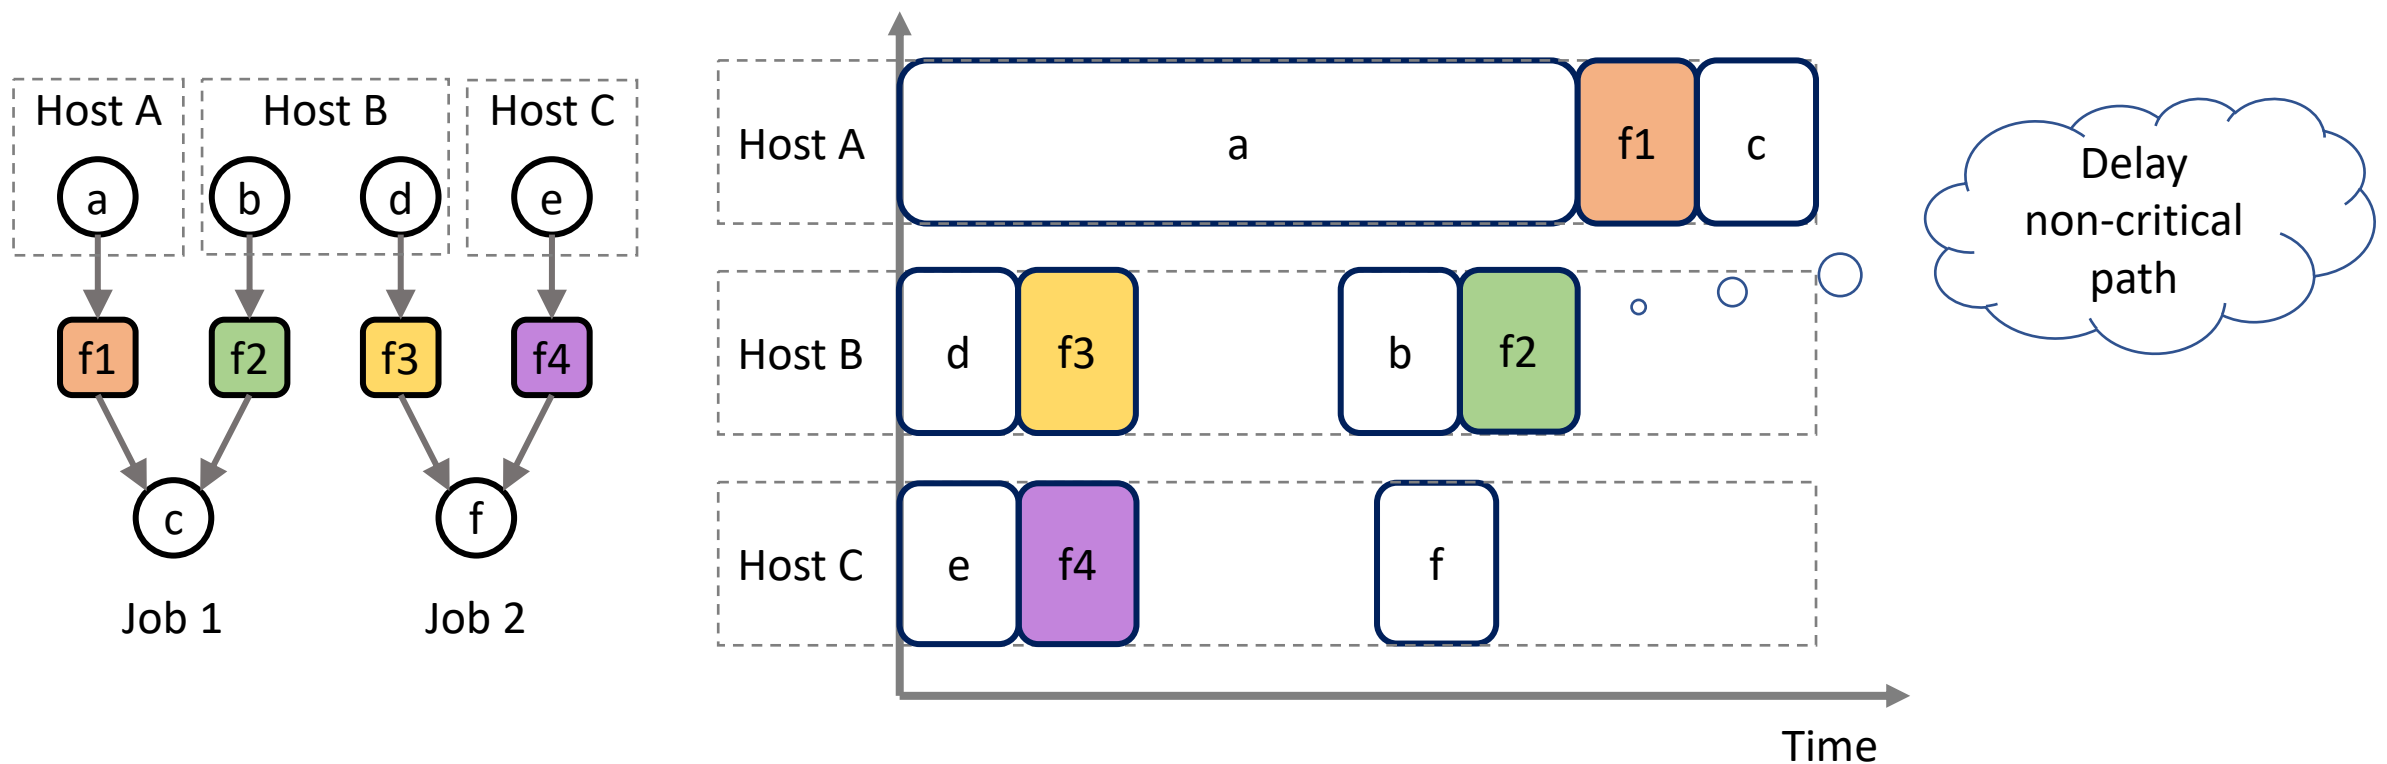 Host A
Host B
Host C
a
b
d
e
f1
f2
f3
f4
c
f
Job 1
Job 2
Host A
a
f1
c
Host B
d
f3
b
f2
Host C
e
f4
f
Time
Delay
non-critical
path